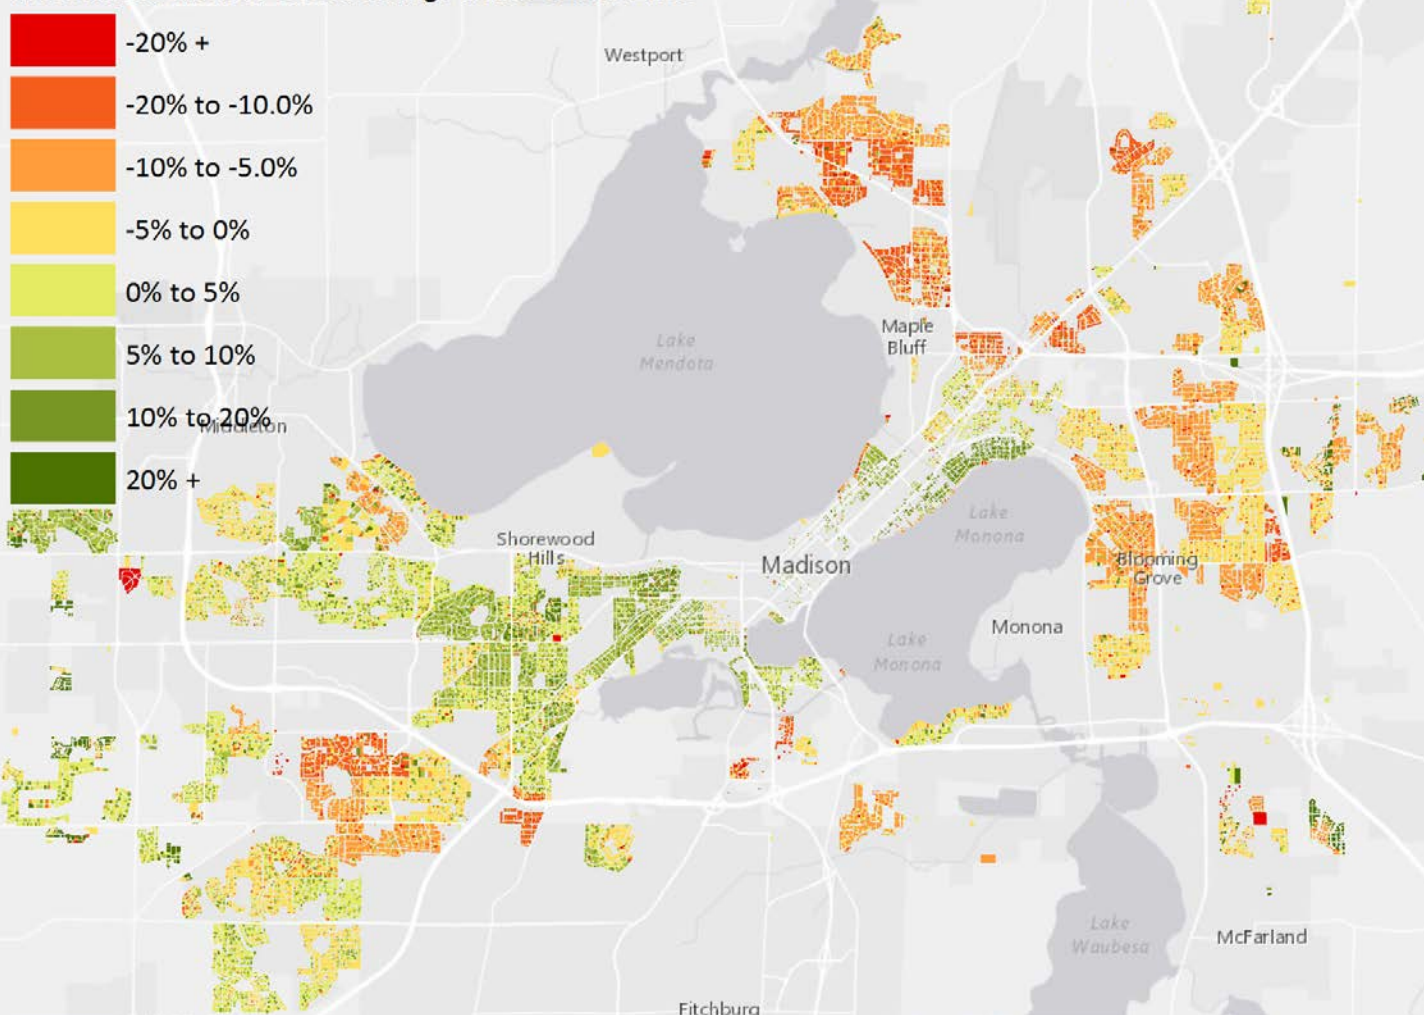 -20% +
-20% to -10.0%
-10% to -5.0%
-5% to 0%
0% to 5%
5% to 10%
10% to 20%
20% +
Westport
Lake
Mendota
Maple
Bluff
Middleton
Shorewood
Hills
Madison
Lake
Monona
Blooming
Grove
Monona
Lake
Monona
Lake
Waubesa
McFarland
Fitchburg